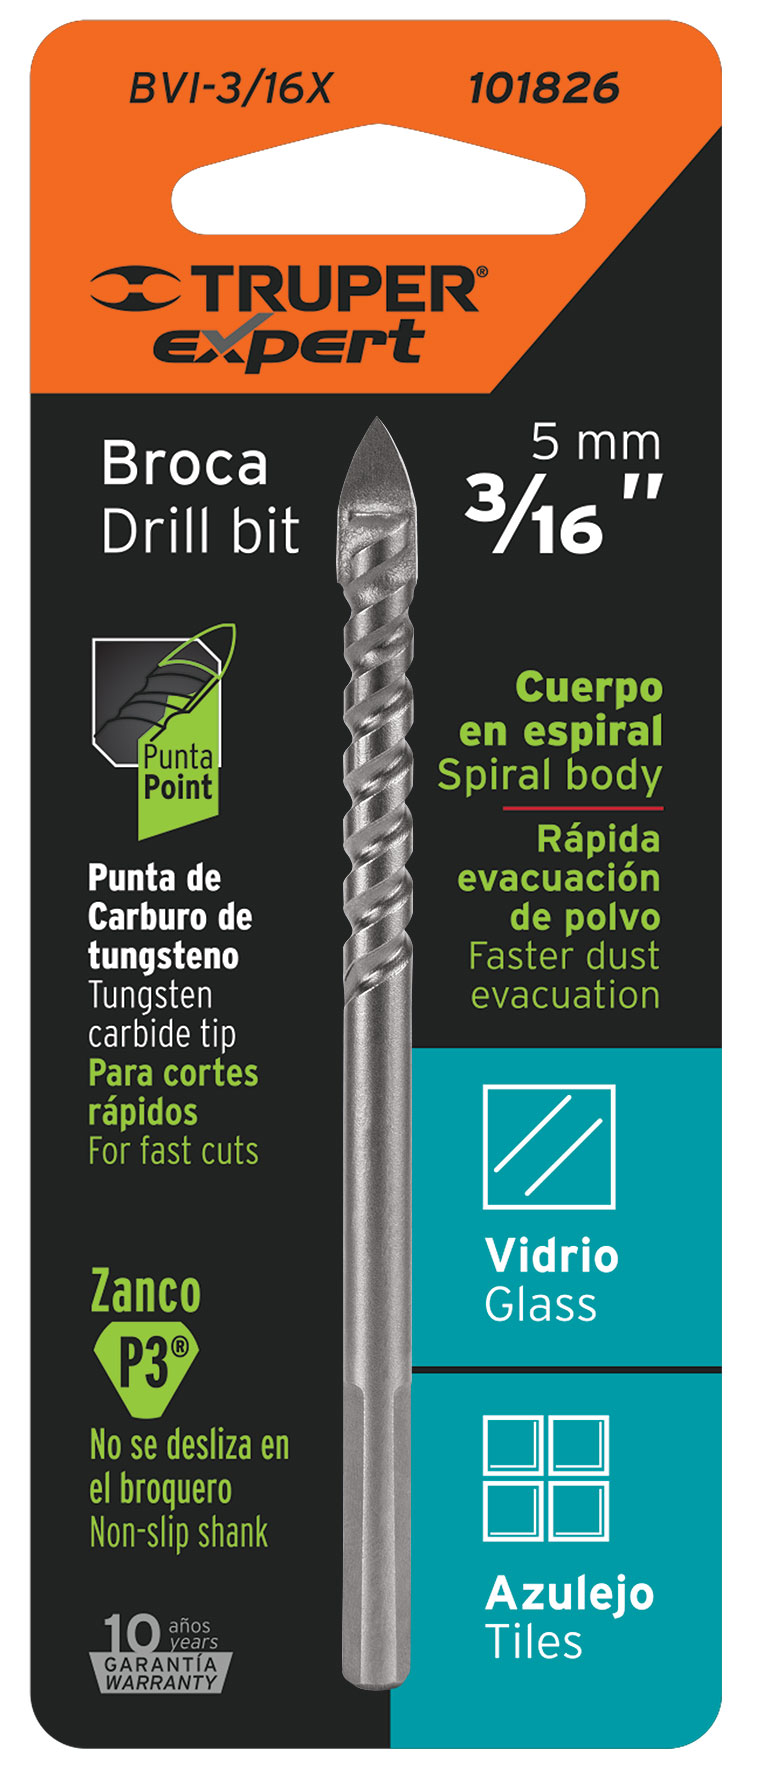 BVI-3/16X 101826
TRUPER®
expert
Broca
Drill bit
5 mm
3/16"
Punta
Point
Cuerpo
en espiral
Spiral body
Rápida
evacuación
de polvo
Faster dust
evacuation
Punta de
Carburo de
tungsteno
Tungsten
carbide tip
Para cortes
rápidos
For fast cuts
Vidrio
Glass
Zanco
P3®
No se desliza en
el broquero
Non-slip shank
Azulejo
Tiles
10 años
years
GARANTÍA
WARRANTY